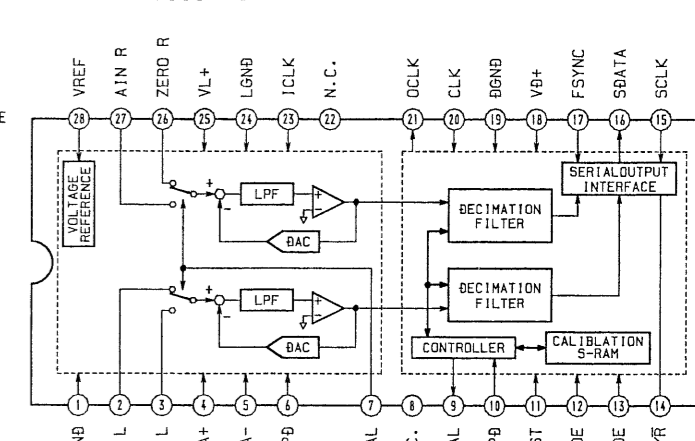 VREF
AIN R
ZERO R
VL+
LGND
ICLK
N.C.
OCLK
CLK
DGND
VD+
FSYNC
SDATA
SCLK
28
27
26
25
24
23
22
21
20
19
18
17
16
15
VOLTAGE
REFERENCE
+
-
LPF
+
-
DAC
DECIMATION
FILTER
SERIALOUTPUT
INTERFACE
+
-
LPF
+
-
DAC
DECIMATION
FILTER
CONTROLLER
CALIBLATION
S-RAM
1
2
3
4
5
6
7
8
9
10
11
12
13
14